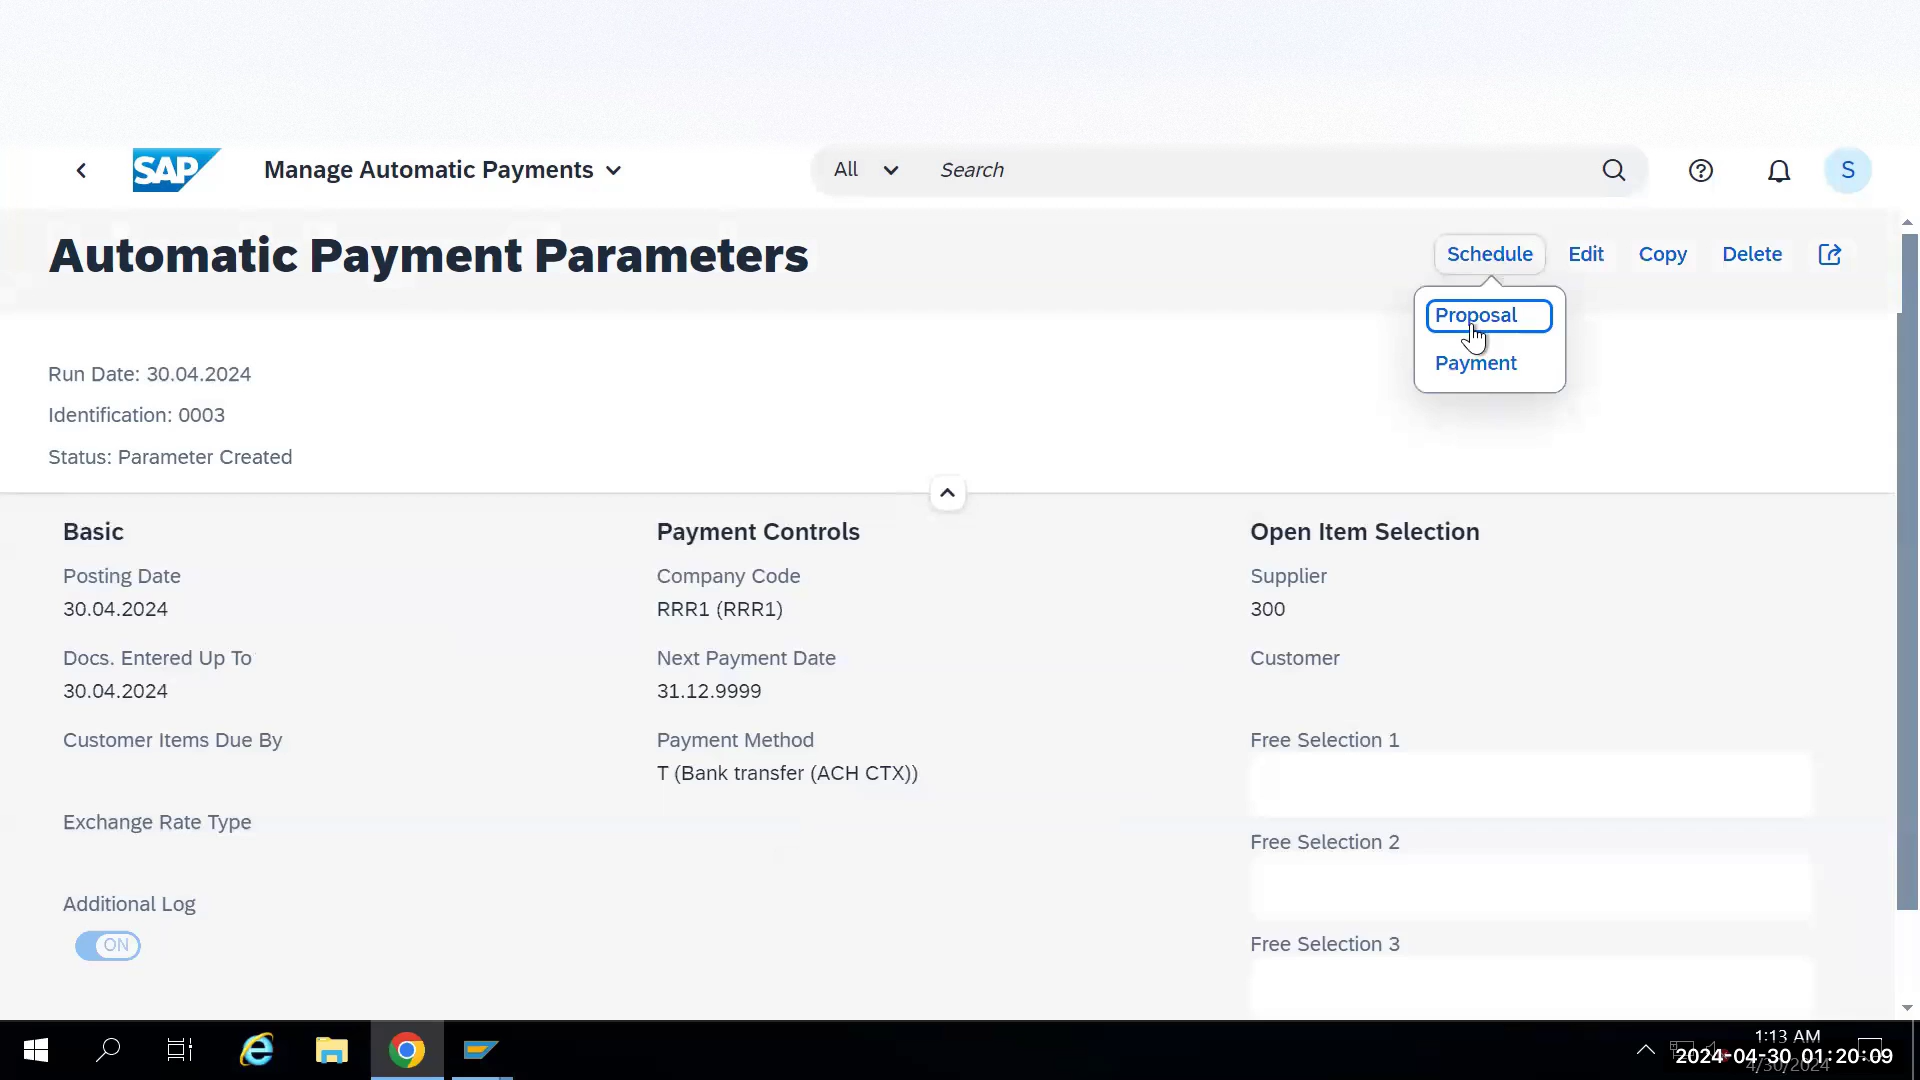 SAP
Manage Automatic Payments
All
Search
S
Automatic Payment Parameters
Schedule
Edit
Copy
Delete
Proposal
Payment
Run Date: 30.04.2024
Identification: 0003
Status: Parameter Created
Basic
Payment Controls
Open Item Selection
Posting Date
30.04.2024
Company Code
RRR1 (RRR1)
Supplier
300
Docs. Entered Up To
30.04.2024
Next Payment Date
31.12.9999
Customer
Customer Items Due By
Payment Method
T (Bank transfer (ACH CTX))
Free Selection 1
Exchange Rate Type
Free Selection 2
Additional Log
ON
Free Selection 3
1:13 AM
2024-04-30 01:20:09
4/30/2024